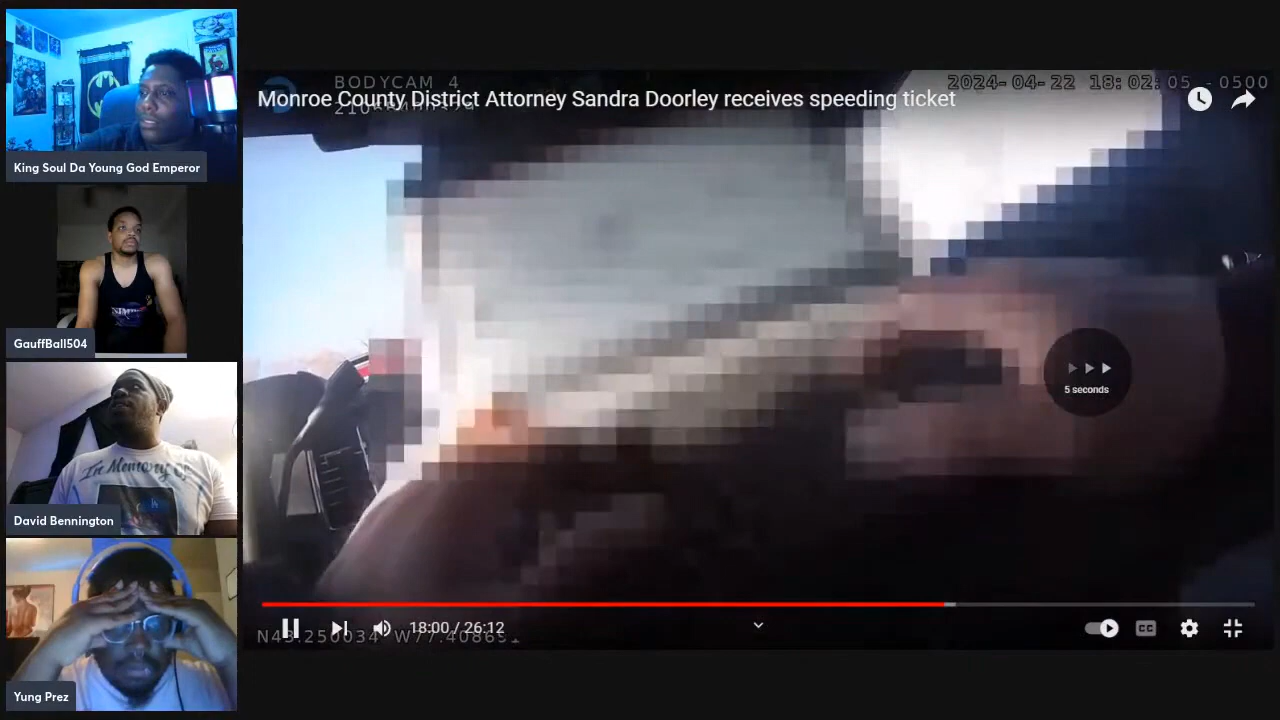 King Soul Da Young God Emperor
GauffBall504
In Memory of
David Bennington
Yung Prez
BODYCAM 4
2024-04-22 18:02:05 -0500
Monroe County District Attorney Sandra Doorley receives speeding ticket
5 seconds
18:00 / 26:12
CC